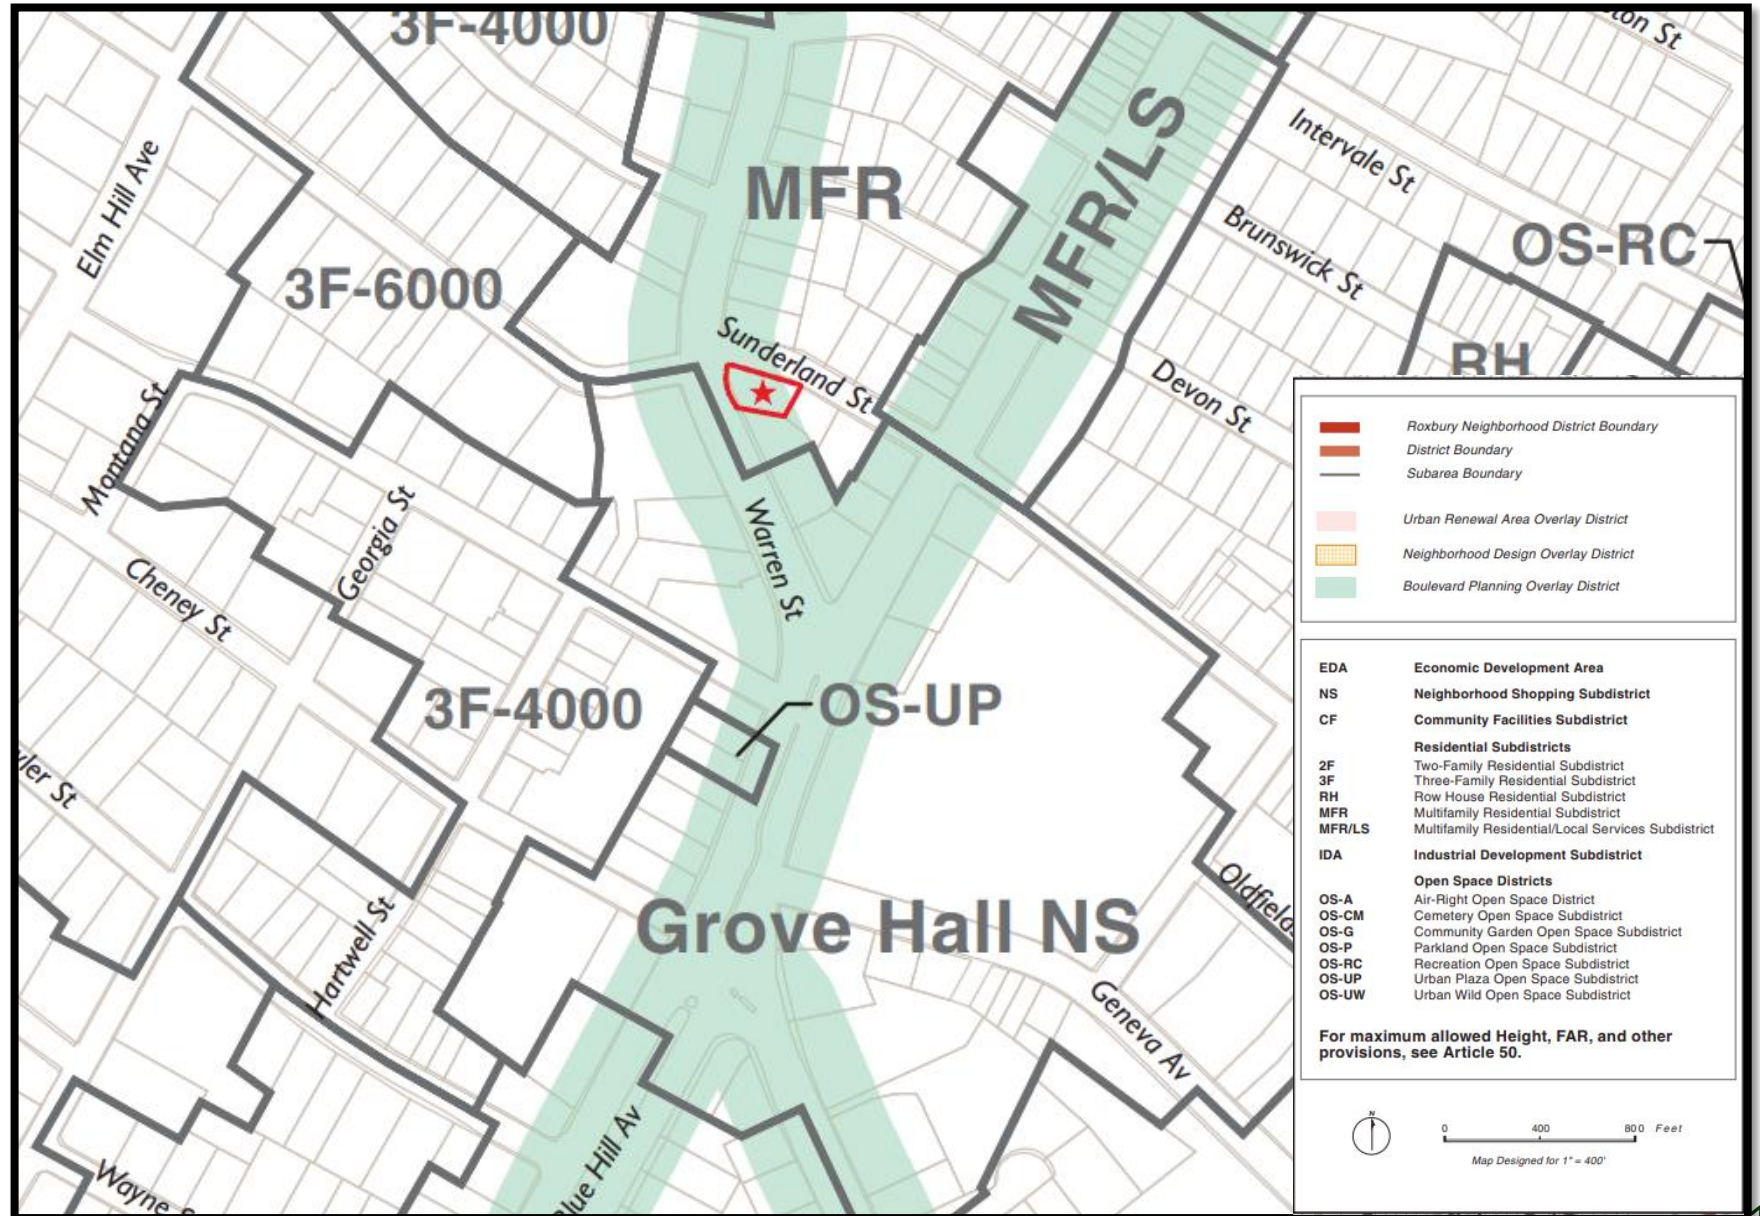 3F-4000
MFR
MFR/LS
Elm Hill Ave
3F-6000
Intervale St
Brunswick St
OS-RC
RH
Sunderland St
Devon St
Montana St
Georgia St
Warren St
Cheney St
3F-4000
OS-UP
Hartwell St
Grove Hall NS
Geneva Av
Wayne
Hill Av
Roxbury Neighborhood District Boundary
District Boundary
Subarea Boundary
Urban Renewal Area Overlay District
Neighborhood Design Overlay District
Boulevard Planning Overlay District
EDA Economic Development Area
NS Neighborhood Shopping Subdistrict
CF Community Facilities Subdistrict
Residential Subdistricts
2F Two-Family Residential Subdistrict
3F Three-Family Residential Subdistrict
RH Row House Residential Subdistrict
MFR Multifamily Residential Subdistrict
MFR/LS Multifamily Residential/Local Services Subdistrict
IDA Industrial Development Subdistrict
Open Space Districts
OS-A Air-Right Open Space District
OS-CM Cemetery Open Space Subdistrict
OS-G Community Garden Open Space Subdistrict
OS-P Parkland Open Space Subdistrict
OS-RC Recreation Open Space Subdistrict
OS-UP Urban Plaza Open Space Subdistrict
OS-UW Urban Wild Open Space Subdistrict
For maximum allowed Height, FAR, and other
provisions, see Article 50.
N
0 400 800 Feet
Map Designed for 1" = 400'